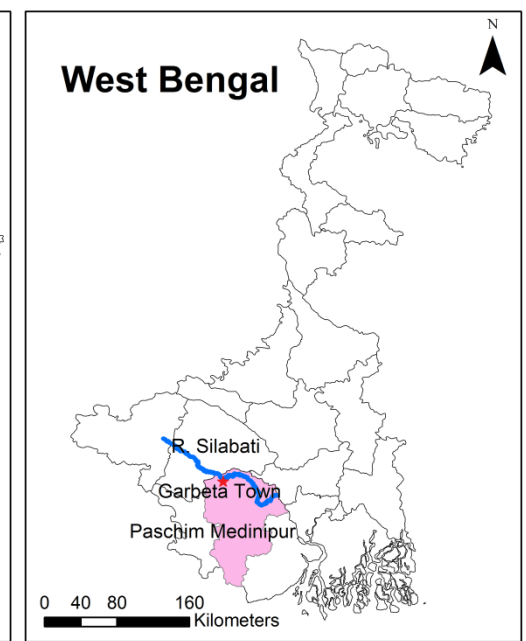 N
West Bengal
R. Silabati
Garbeta Town
Paschim Medinipur
0 40 80 160
Kilometers